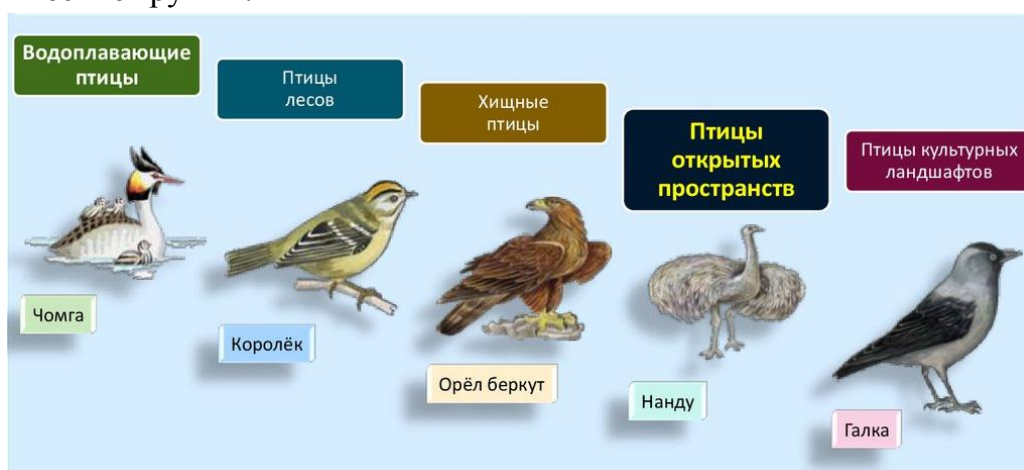 Водоплавающие
птицы
Птицы
лесов
Хищные
птицы
Птицы
открытых
пространств
Птицы культурных
ландшафтов
Чомга
Королёк
Орёл беркут
Нанду
Галка